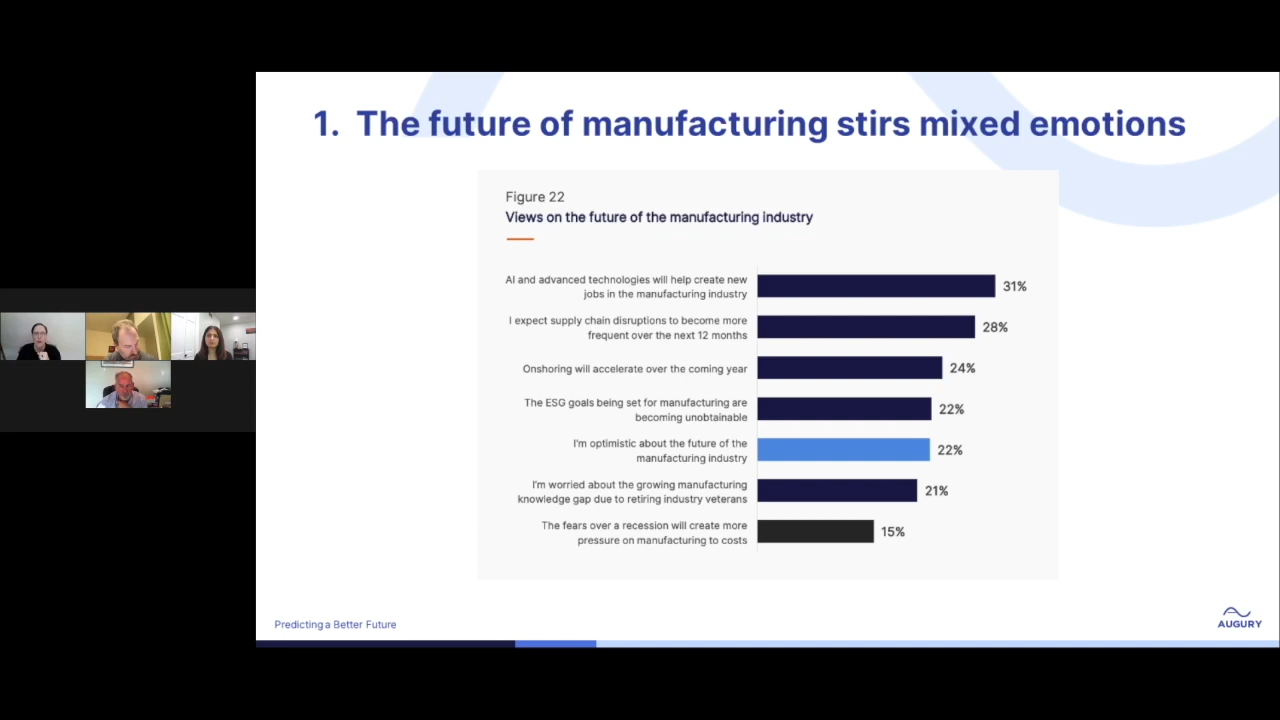 1. The future of manufacturing stirs mixed emotions
Figure 22
Views on the future of the manufacturing industry
AI and advanced technologies will help create new
jobs in the manufacturing industry
31%
I expect supply chain disruptions to become more
frequent over the next 12 months
28%
Onshoring will accelerate over the coming year
24%
The ESG goals being set for manufacturing are
becoming unobtainable
22%
I'm optimistic about the future of the
manufacturing industry
22%
I'm worried about the growing manufacturing
knowledge gap due to retiring industry veterans
21%
The fears over a recession will create more
pressure on manufacturing to costs
15%
Predicting a Better Future
AUGURY